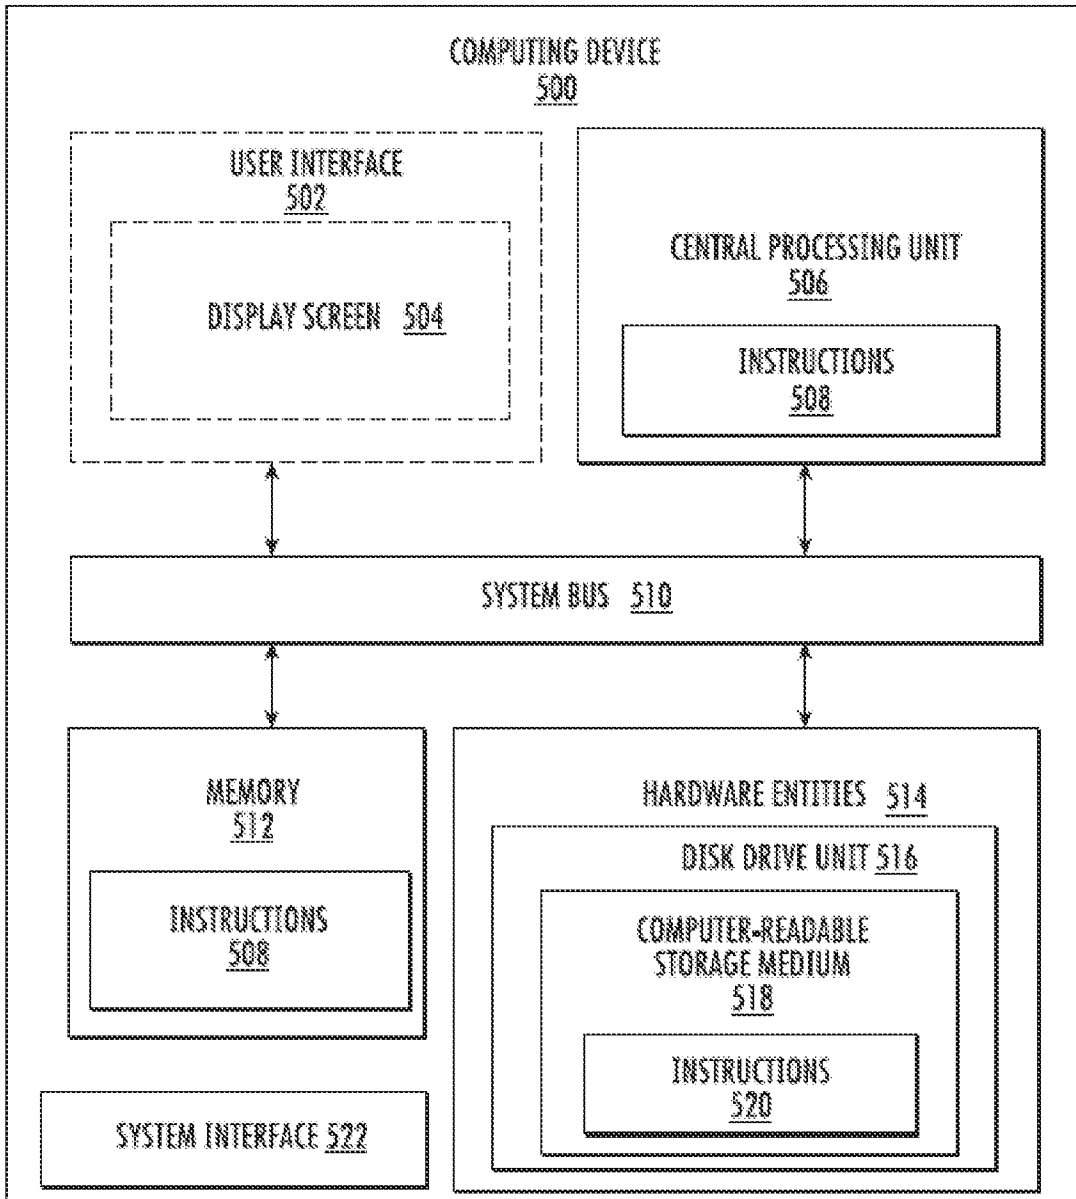 COMPUTING DEVICE
500
USER INTERFACE
502
DISPLAY SCREEN 504
CENTRAL PROCESSING UNIT
506
INSTRUCTIONS
508
SYSTEM BUS 510
MEMORY
512
INSTRUCTIONS
508
HARDWARE ENTITIES 514
DISK DRIVE UNIT 516
COMPUTER-READABLE
STORAGE MEDIUM
518
INSTRUCTIONS
520
SYSTEM INTERFACE 522